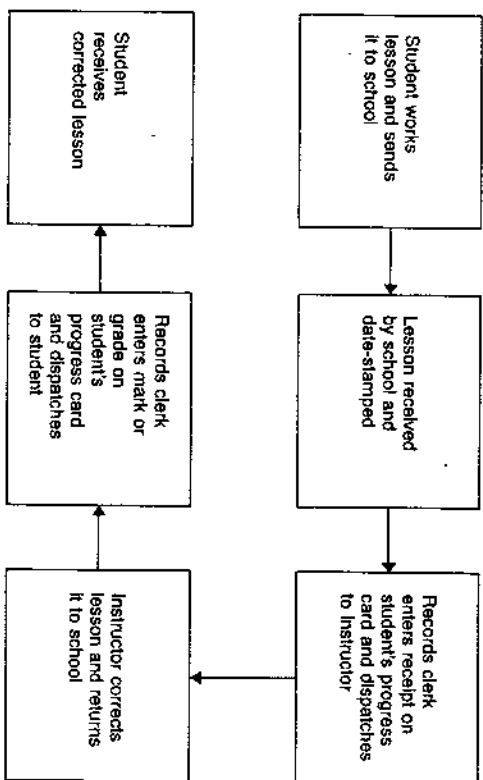 Student works
lesson and sends
it to school
Lesson received
by school and
date-stamped
Records clerk
enters receipt on
student's progress
card and dispatches
to Instructor
Instructor corrects
lesson and returns
it to school
Records clerk
enters mark or
grade on
student's
progress card
and dispatches
to student
Student
receives
corrected lesson